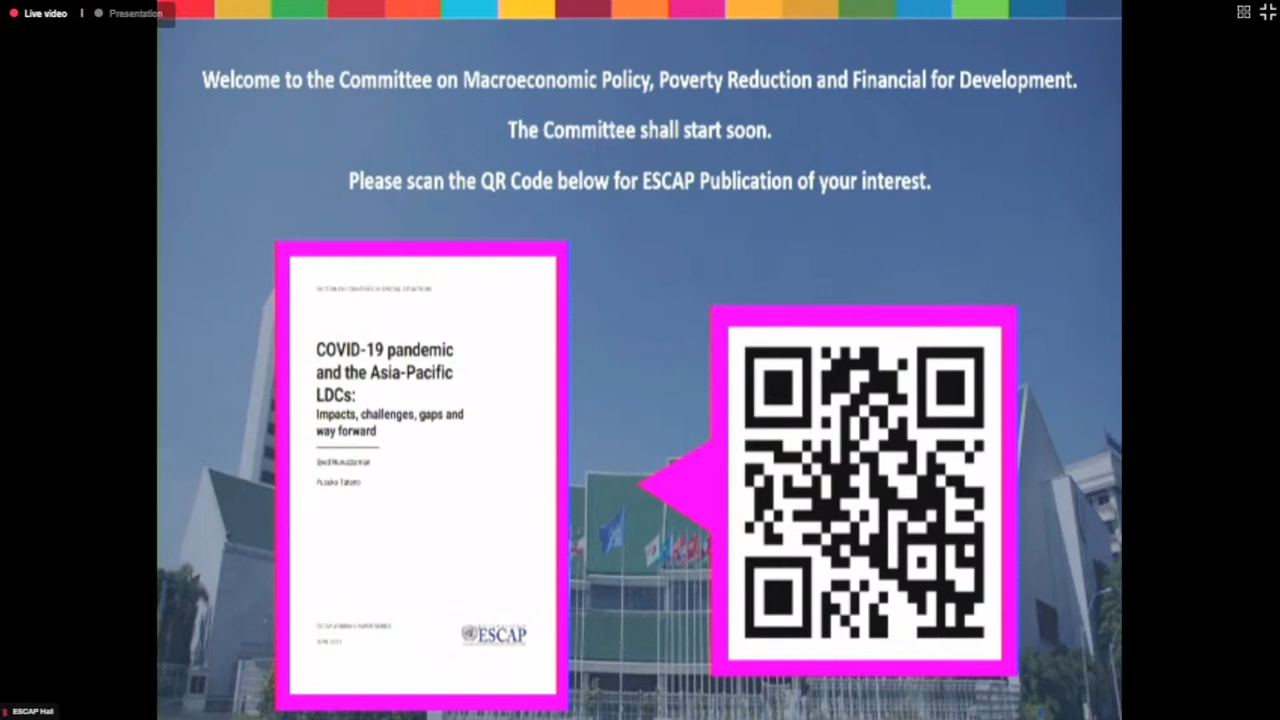 Live video
Presentation
Welcome to the Committee on Macroeconomic Policy, Poverty Reduction and Financial for Development.
The Committee shall start soon.
Please scan the QR Code below for ESCAP Publication of your interest.
COVID-19 pandemic
and the Asia-Pacific
LDCs:
Impacts, challenges, gaps and
way forward
Yusuke Tateno
ESCAP
ESCAP Hall